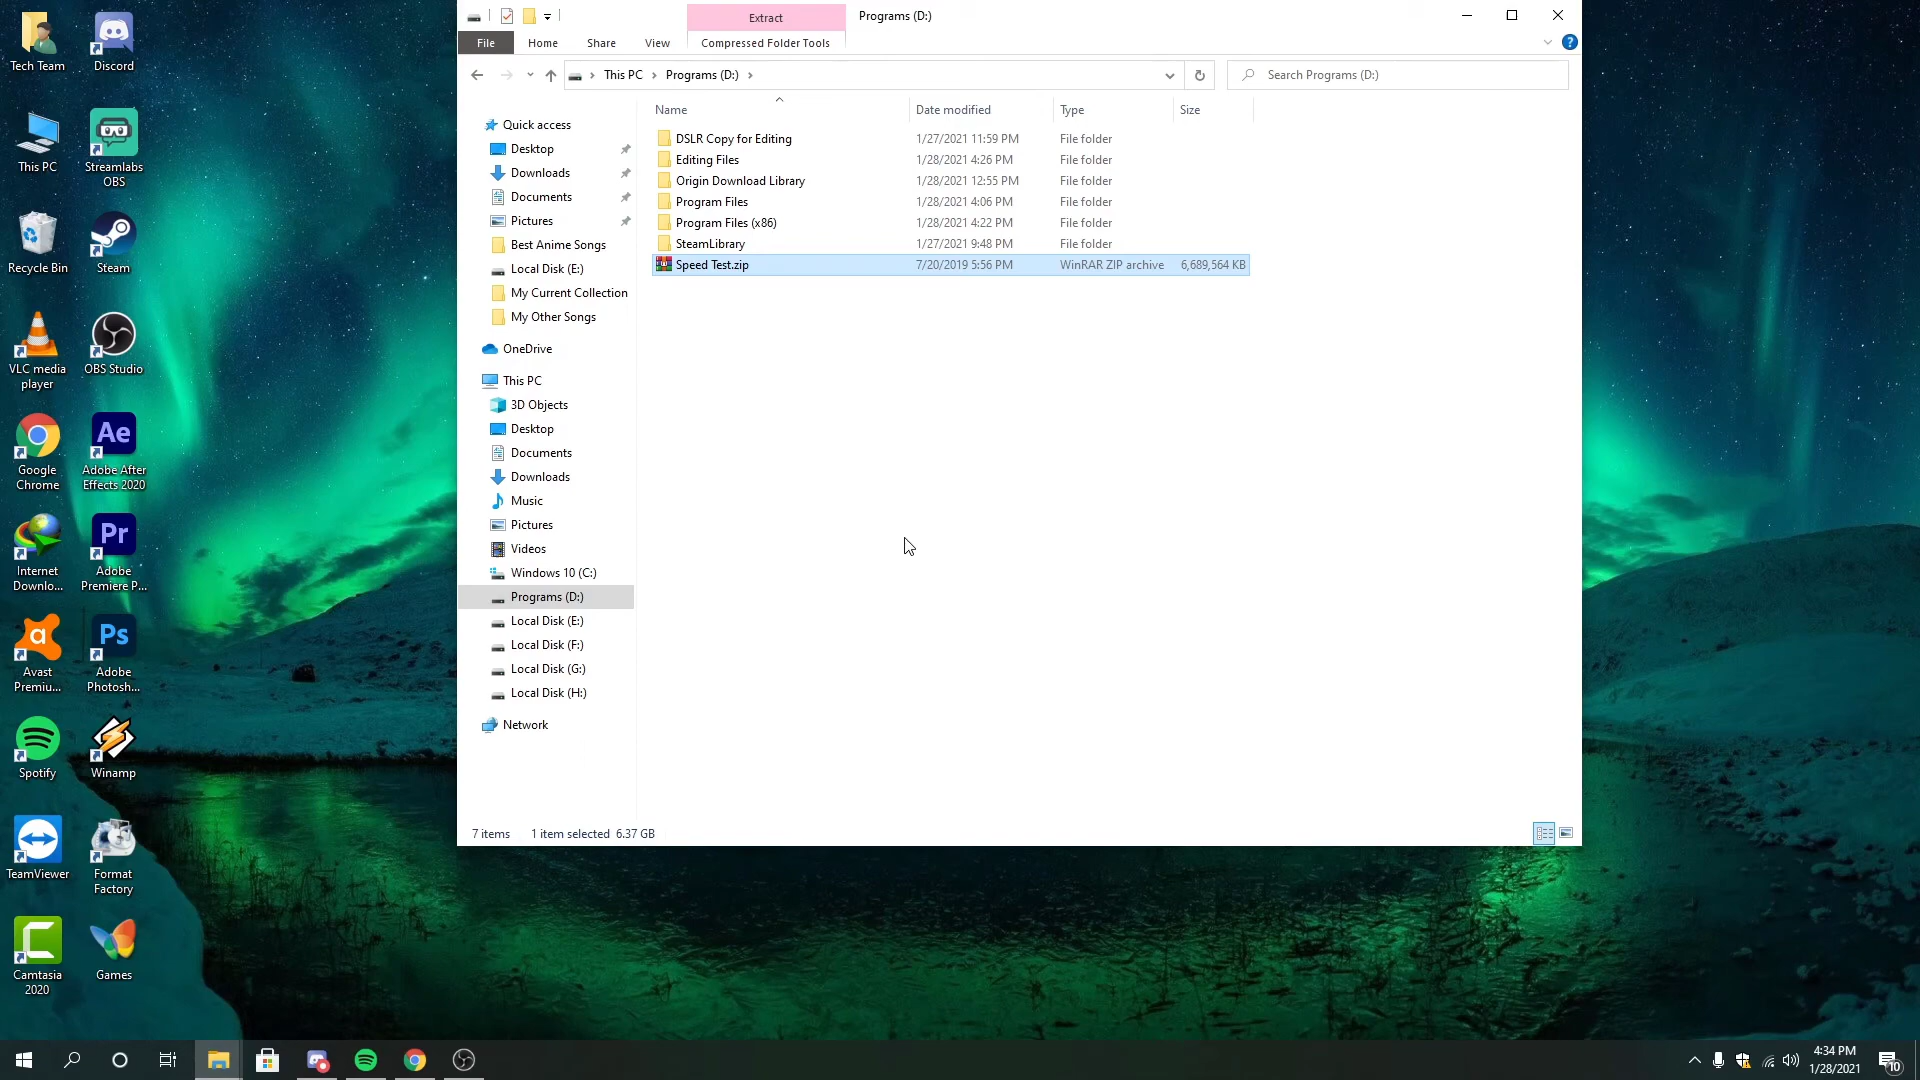 Tech Team
Discord
This PC
Streamlabs
OBS
Recycle Bin
Steam
VLC media
player
OBS Studio
Google
Chrome
Adobe After
Effects 2020
Internet
Downlo...
Adobe
Premiere P...
Avast
Premiu...
Adobe
Photosh...
Spotify
Winamp
TeamViewer
Format
Factory
Camtasia
2020
Games
Ae
Pr
Ps
Extract
Programs (D:)
File
Home
Share
View
Compressed Folder Tools
This PC
Programs (D:)
Search Programs (D:)
Name
Date modified
Type
Size
Quick access
Desktop
Downloads
Documents
Pictures
Best Anime Songs
Local Disk (E:)
My Current Collection
My Other Songs
OneDrive
This PC
3D Objects
Desktop
Documents
Downloads
Music
Pictures
Videos
Windows 10 (C:)
Programs (D:)
Local Disk (E:)
Local Disk (F:)
Local Disk (G:)
Local Disk (H:)
Network
DSLR Copy for Editing 1/27/2021 11:59 PM File folder
Editing Files 1/28/2021 4:26 PM File folder
Origin Download Library 1/28/2021 12:55 PM File folder
Program Files 1/28/2021 4:06 PM File folder
Program Files (x86) 1/28/2021 4:22 PM File folder
SteamLibrary 1/27/2021 9:48 PM File folder
Speed Test.zip 7/20/2019 5:56 PM WinRAR ZIP archive 6,689,564 KB
7 items 1 item selected 6.37 GB
4:34 PM
1/28/2021
10